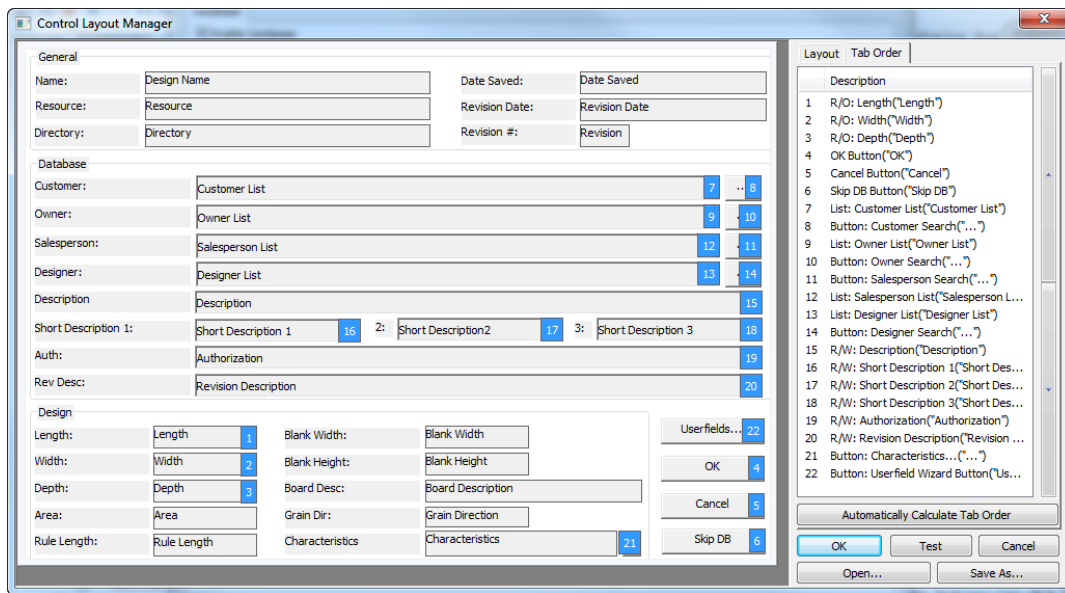 Control Layout Manager
General
Name: Design Name Date Saved: Date Saved
Resource: Resource Revision Date: Revision Date
Directory: Directory Revision #: Revision
Database
Customer: Customer List 7 .. 8
Owner: Owner List 9 10
Salesperson: Salesperson List 12 11
Designer: Designer List 13 14
Description Description 15
Short Description 1: Short Description 1 16 2: Short Description2 17 3: Short Description 3 18
Auth: Authorization 19
Rev Desc: Revision Description 20
Design
Length: Length 1 Blank Width: Blank Width
Width: Width 2 Blank Height: Blank Height
Depth: Depth 3 Board Desc: Board Description
Area: Area Grain Dir: Grain Direction
Rule Length: Rule Length Characteristics Characteristics 21
Userfields... 22
OK 4
Cancel 5
Skip DB 6
Layout Tab Order
Description
1 R/O: Length("Length")
2 R/O: Width("Width")
3 R/O: Depth("Depth")
4 OK Button("OK")
5 Cancel Button("Cancel")
6 Skip DB Button("Skip DB")
7 List: Customer List("Customer List")
8 Button: Customer Search("...")
9 List: Owner List("Owner List")
10 Button: Owner Search("...")
11 Button: Salesperson Search("...")
12 List: Salesperson List("Salesperson L...
13 List: Designer List("Designer List")
14 Button: Designer Search("...")
15 R/W: Description("Description")
16 R/W: Short Description 1("Short Des...
17 R/W: Short Description 2("Short Des...
18 R/W: Short Description 3("Short Des...
19 R/W: Authorization("Authorization")
20 R/W: Revision Description("Revision ...
21 Button: Characteristics...("...")
22 Button: Userfield Wizard Button("Us...
Automatically Calculate Tab Order
OK Test Cancel
Open... Save As...